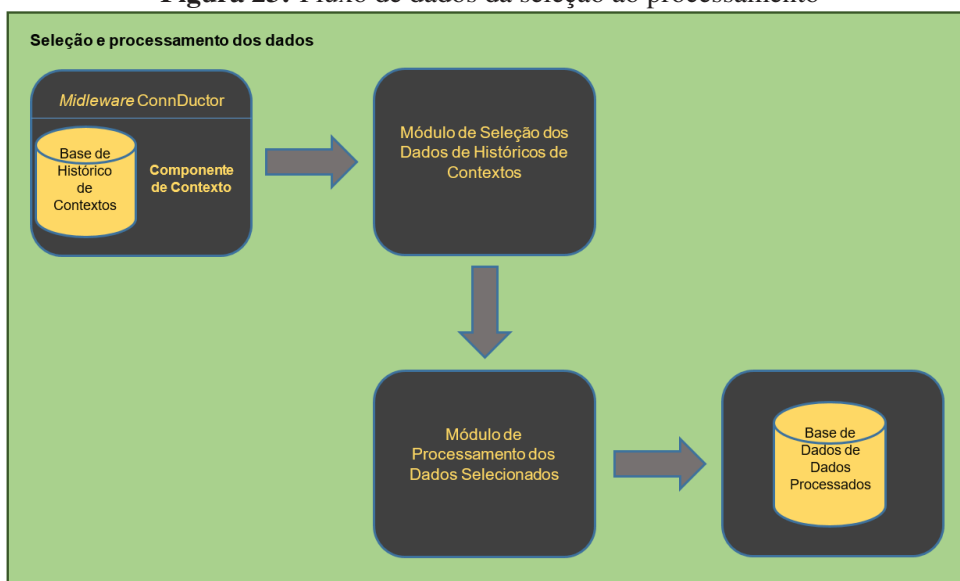 Figura 25: Fluxo de dados da seleção ao processamento
Seleção e processamento dos dados
Midleware ConnDuctor
Base de
Histórico
de
Contextos
Componente
de Contexto
Módulo de Seleção dos
Dados de Históricos de
Contextos
Módulo de
Processamento dos
Dados Selecionados
Base de
Dados de
Dados
Processados